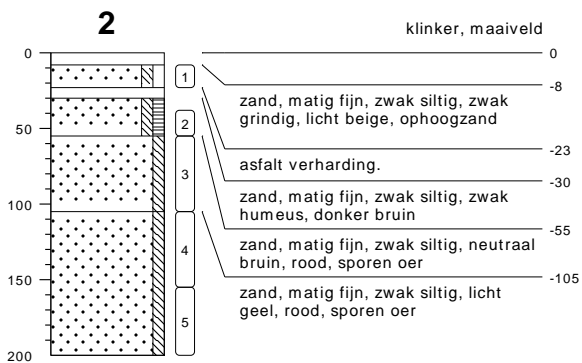 2
klinker, maaiveld
0
0
-8
1
zand, matig fijn, zwak siltig, zwak
grindig, licht beige, ophoogzand
50
2
-23
asfalt verharding.
-30
zand, matig fijn, zwak siltig, zwak
humeus, donker bruin
3
100
-55
zand, matig fijn, zwak siltig, neutraal
bruin, rood, sporen oer
4
150
-105
zand, matig fijn, zwak siltig, licht
geel, rood, sporen oer
5
200